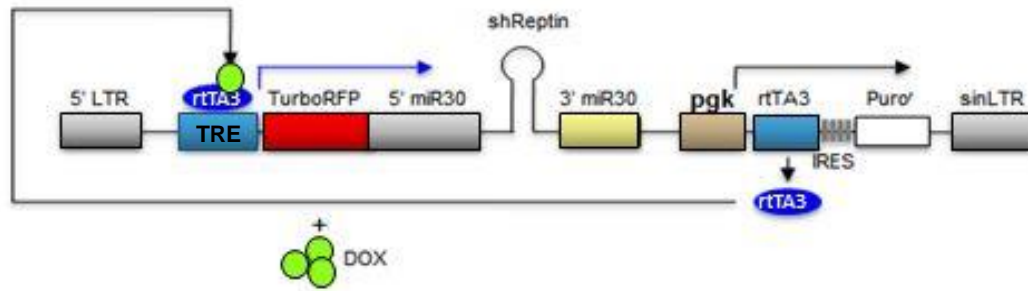 shReptin
5' LTR rtTA3 TurboRFP 5' miR30 3' miR30 pgk rtTA3 Puroʳ sinLTR
TRE
IRES
rtTA3
+
DOX